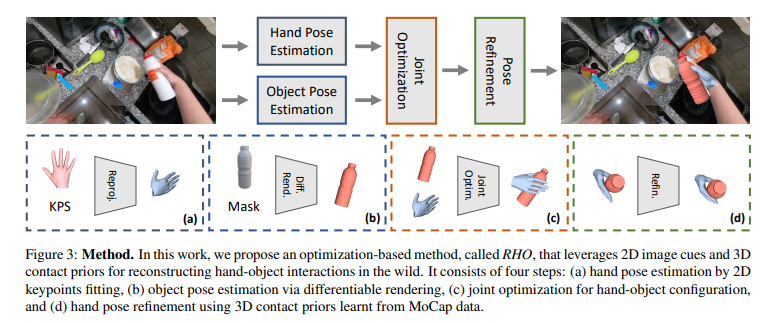 Hand Pose
Estimation
Object Pose
Estimation
Joint
Optimization
Pose
Refinement
KPS
Reproj.
(a)
Mask
Diff.
Rend.
(b)
Joint
Optim.
(c)
Refin.
(d)
Figure 3: Method. In this work, we propose an optimization-based method, called RHO, that leverages 2D image cues and 3D
contact priors for reconstructing hand-object interactions in the wild. It consists of four steps: (a) hand pose estimation by 2D
keypoints fitting, (b) object pose estimation via differentiable rendering, (c) joint optimization for hand-object configuration,
and (d) hand pose refinement using 3D contact priors learnt from MoCap data.